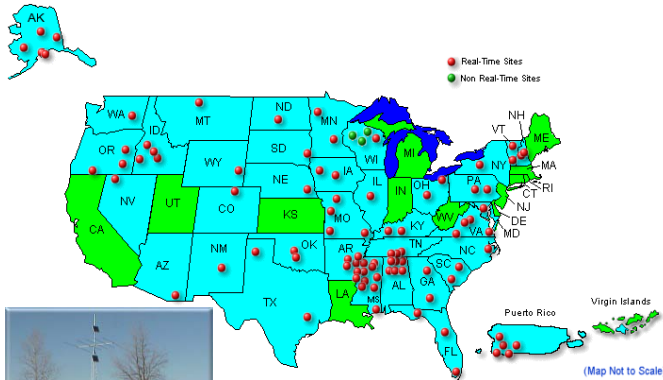 AK
Real-Time Sites
Non Real-Time Sites
WA
MT
ND
MN
NH
VT
ME
ID
OR
SD
WI
MI
NY
MA
WY
IA
RI
CT
NE
IL
IN
OH
PA
NJ
NV
UT
CO
KS
MO
WV
VA
DE
MD
CA
KY
NC
AZ
NM
OK
AR
TN
SC
TX
LA
MS
AL
GA
FL
Puerto Rico
Virgin Islands
(Map Not to Scale